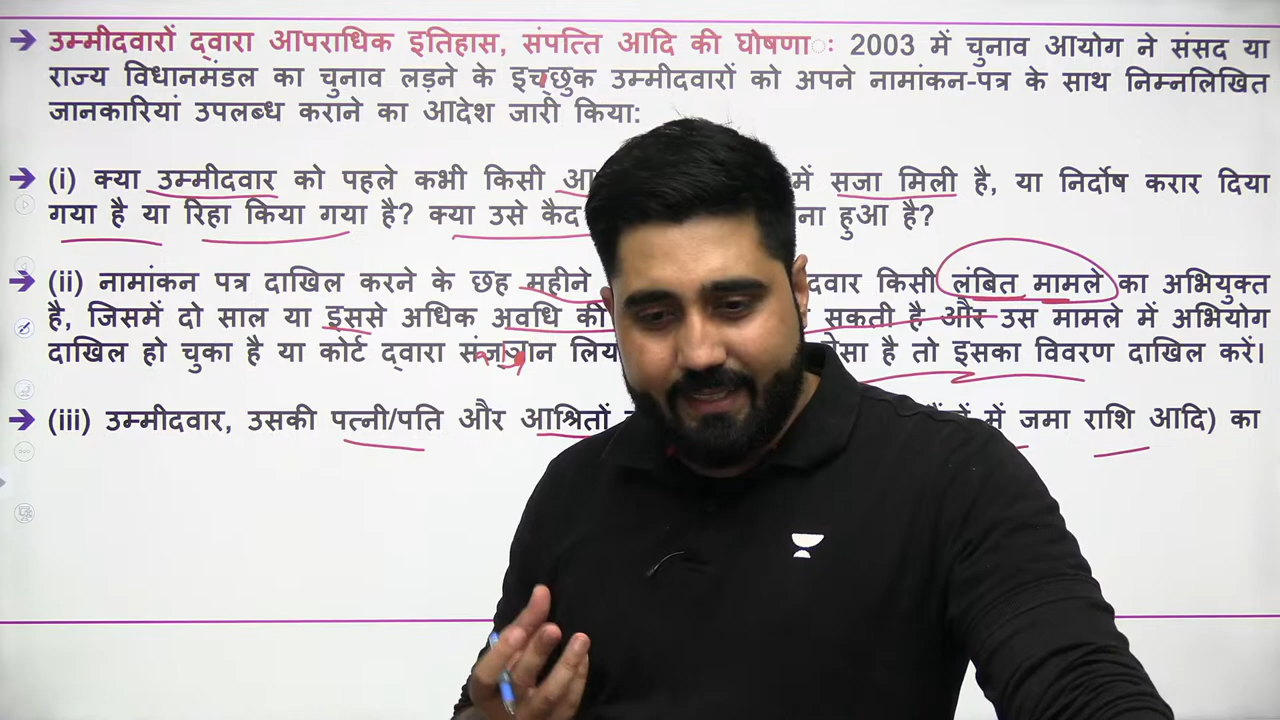 उम्मीदवारों द्वारा आपराधिक इतिहास, संपत्ति आदि की घोषणाः 2003 में चुनाव आयोग ने संसद या
राज्य विधानमंडल का चुनाव लड़ने के इच्छुक उम्मीदवारों को अपने नामांकन-पत्र के साथ निम्नलिखित
जानकारियां उपलब्ध कराने का आदेश जारी किया:
(i) क्या उम्मीदवार को पहले कभी किसी में सजा मिली है, या निर्दोष करार दिया
गया है या रिहा किया गया है? क्या उसे कैद हुआ है?
(ii) नामांकन पत्र दाखिल करने के छह महीने किसी लंबित मामले का अभियुक्त
है, जिसमें दो साल या इससे अधिक अवधि की सकती है और उस मामले में अभियोग
दाखिल हो चुका है या कोर्ट द्वारा संज्ञान है तो इसका विवरण दाखिल करें।
(iii) उम्मीदवार, उसकी पत्नी/पति और आश्रितों में जमा राशि आदि) का